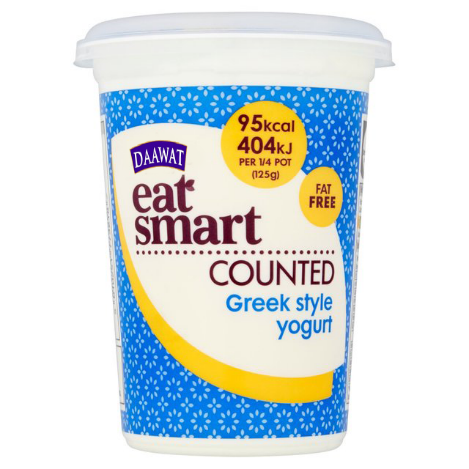 95kcal
404kJ
PER 1/4 POT
(125g)
DAAWAT
FAT
FREE
eat
smart
COUNTED
Greek style
yogurt